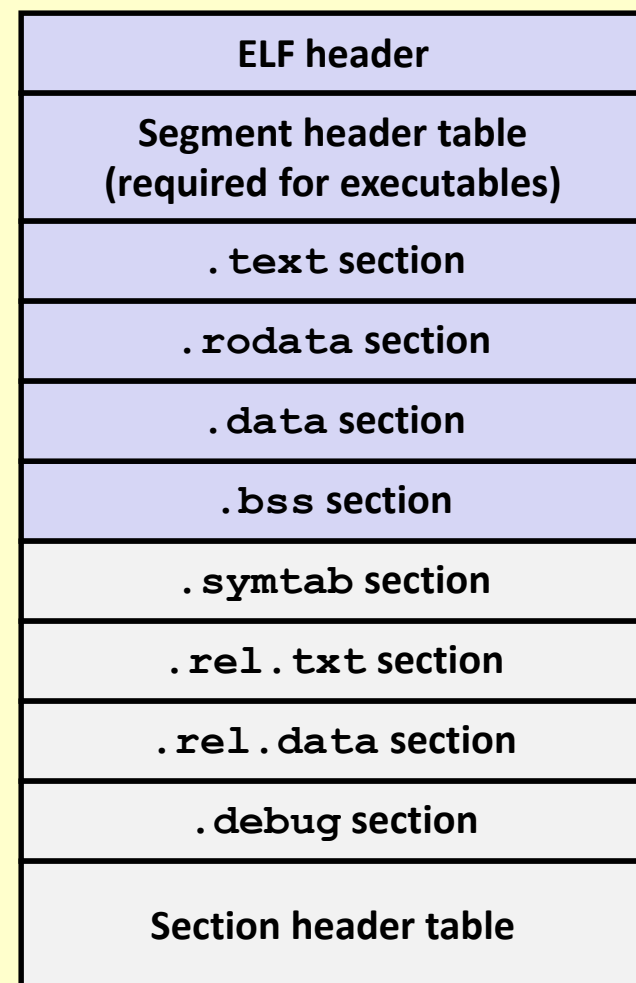 ELF header
Segment header table
(required for executables)
.text section
.rodata section
.data section
.bss section
.symtab section
.rel.txt section
.rel.data section
.debug section
Section header table